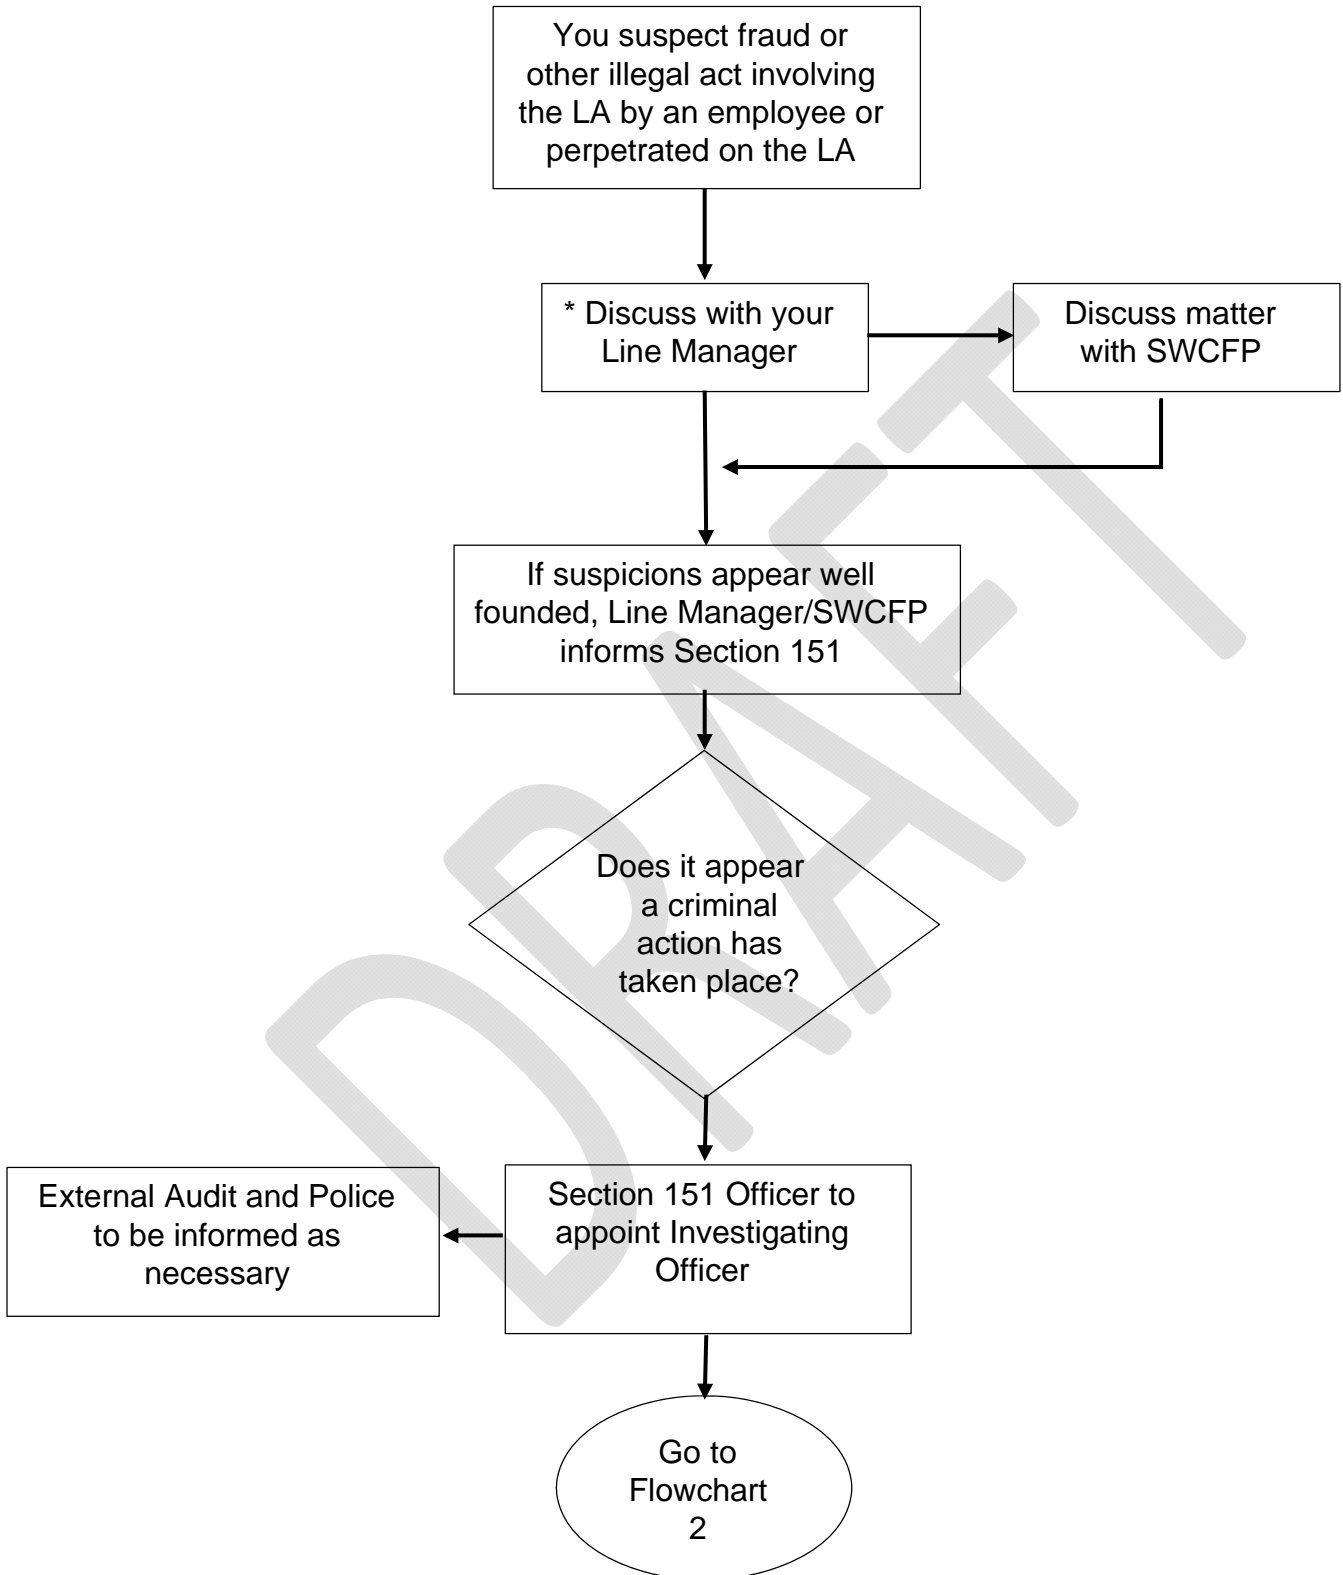 You suspect fraud or
other illegal act involving
the LA by an employee or
perpetrated on the LA
* Discuss with your
Line Manager
Discuss matter
with SWCFP
If suspicions appear well
founded, Line Manager/SWCFP
informs Section 151
Does it appear
a criminal
action has
taken place?
External Audit and Police
to be informed as
necessary
Section 151 Officer to
appoint Investigating
Officer
Go to
Flowchart
2
DRAFT